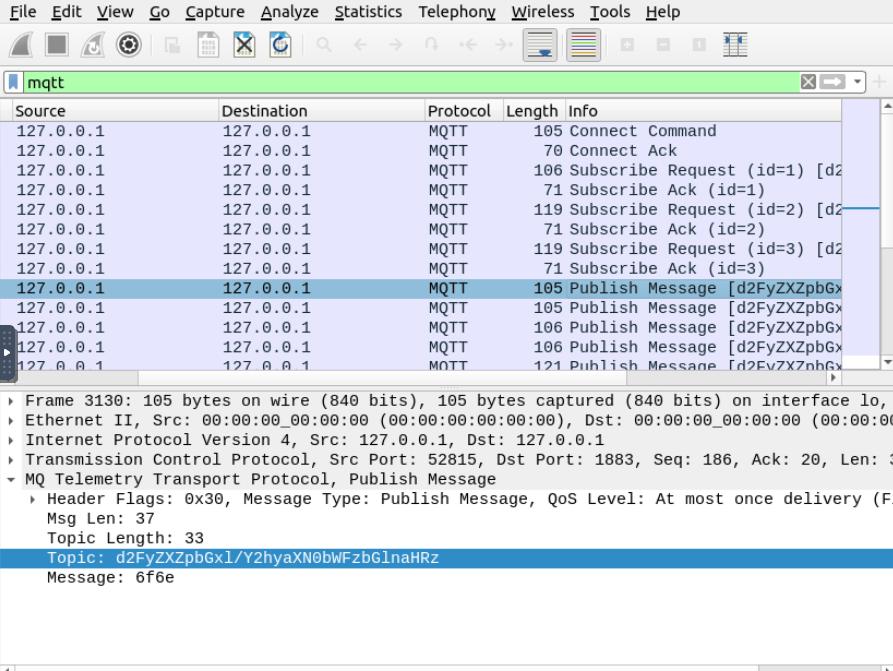 File Edit View Go Capture Analyze Statistics Telephony Wireless Tools Help
mqtt
Source Destination Protocol Length Info
127.0.0.1 127.0.0.1 MQTT 105 Connect Command
127.0.0.1 127.0.0.1 MQTT 70 Connect Ack
127.0.0.1 127.0.0.1 MQTT 106 Subscribe Request (id=1) [d2
127.0.0.1 127.0.0.1 MQTT 71 Subscribe Ack (id=1)
127.0.0.1 127.0.0.1 MQTT 119 Subscribe Request (id=2) [d2
127.0.0.1 127.0.0.1 MQTT 71 Subscribe Ack (id=2)
127.0.0.1 127.0.0.1 MQTT 119 Subscribe Request (id=3) [d2
127.0.0.1 127.0.0.1 MQTT 71 Subscribe Ack (id=3)
127.0.0.1 127.0.0.1 MQTT 105 Publish Message [d2FyZXZpbGx
127.0.0.1 127.0.0.1 MQTT 105 Publish Message [d2FyZXZpbGx
127.0.0.1 127.0.0.1 MQTT 106 Publish Message [d2FyZXZpbGx
127.0.0.1 127.0.0.1 MQTT 106 Publish Message [d2FyZXZpbGx
127.0.0.1 127.0.0.1 MQTT 121 Publish Message [d2FyZXZpbGx
Frame 3130: 105 bytes on wire (840 bits), 105 bytes captured (840 bits) on interface lo,
Ethernet II, Src: 00:00:00_00:00:00 (00:00:00:00:00:00), Dst: 00:00:00_00:00:00 (00:00:00
Internet Protocol Version 4, Src: 127.0.0.1, Dst: 127.0.0.1
Transmission Control Protocol, Src Port: 52815, Dst Port: 1883, Seq: 186, Ack: 20, Len:
MQ Telemetry Transport Protocol, Publish Message
Header Flags: 0x30, Message Type: Publish Message, QoS Level: At most once delivery (F
Msg Len: 37
Topic Length: 33
Topic: d2FyZXZpbGxl/Y2hyaXN0bWFzbGlnaHRz
Message: 6f6e